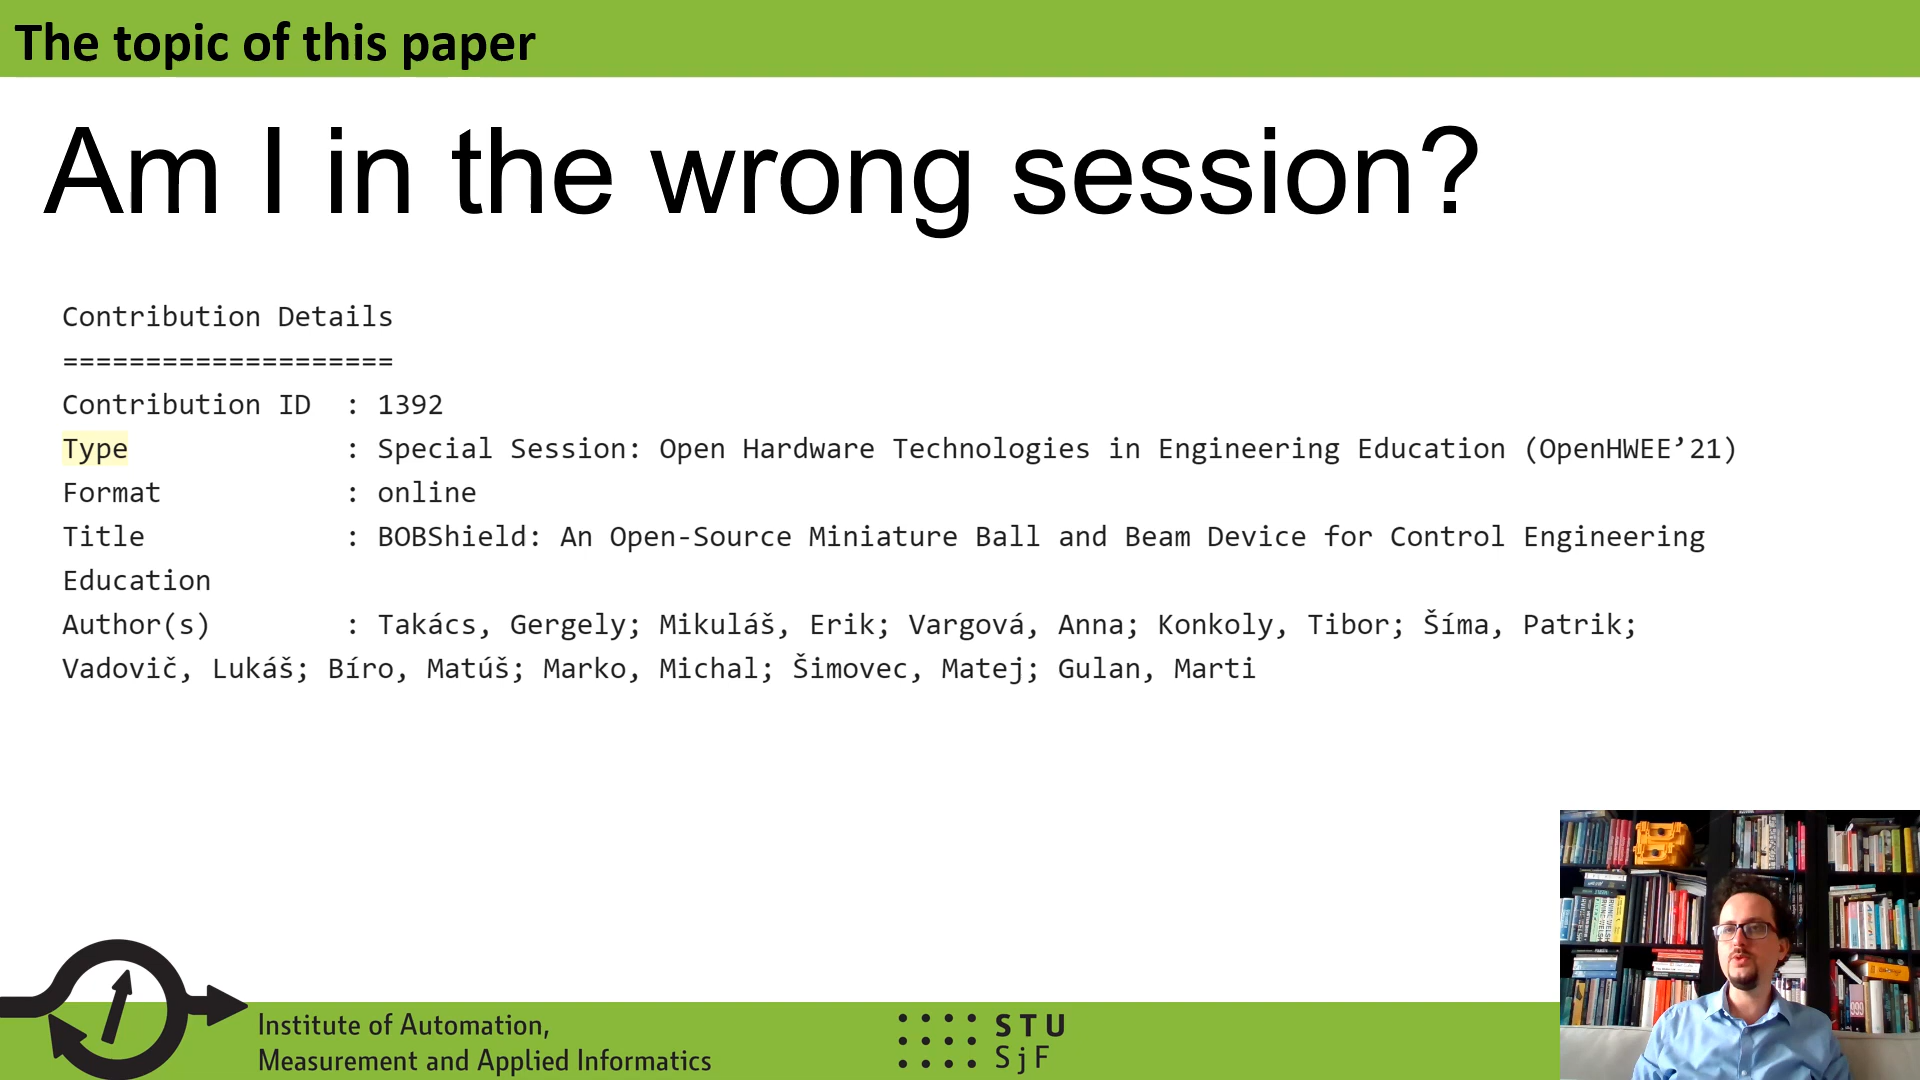 The topic of this paper
Am I in the wrong session?
Contribution Details
====================
Contribution ID : 1392
Type : Special Session: Open Hardware Technologies in Engineering Education (OpenHWEE’21)
Format : online
Title : BOBShield: An Open-Source Miniature Ball and Beam Device for Control Engineering
Education
Author(s) : Takács, Gergely; Mikuláš, Erik; Vargová, Anna; Konkoly, Tibor; Šíma, Patrik;
Vadovič, Lukáš; Bíro, Matúš; Marko, Michal; Šimovec, Matej; Gulan, Marti
Institute of Automation,
Measurement and Applied Informatics
STU
SjF